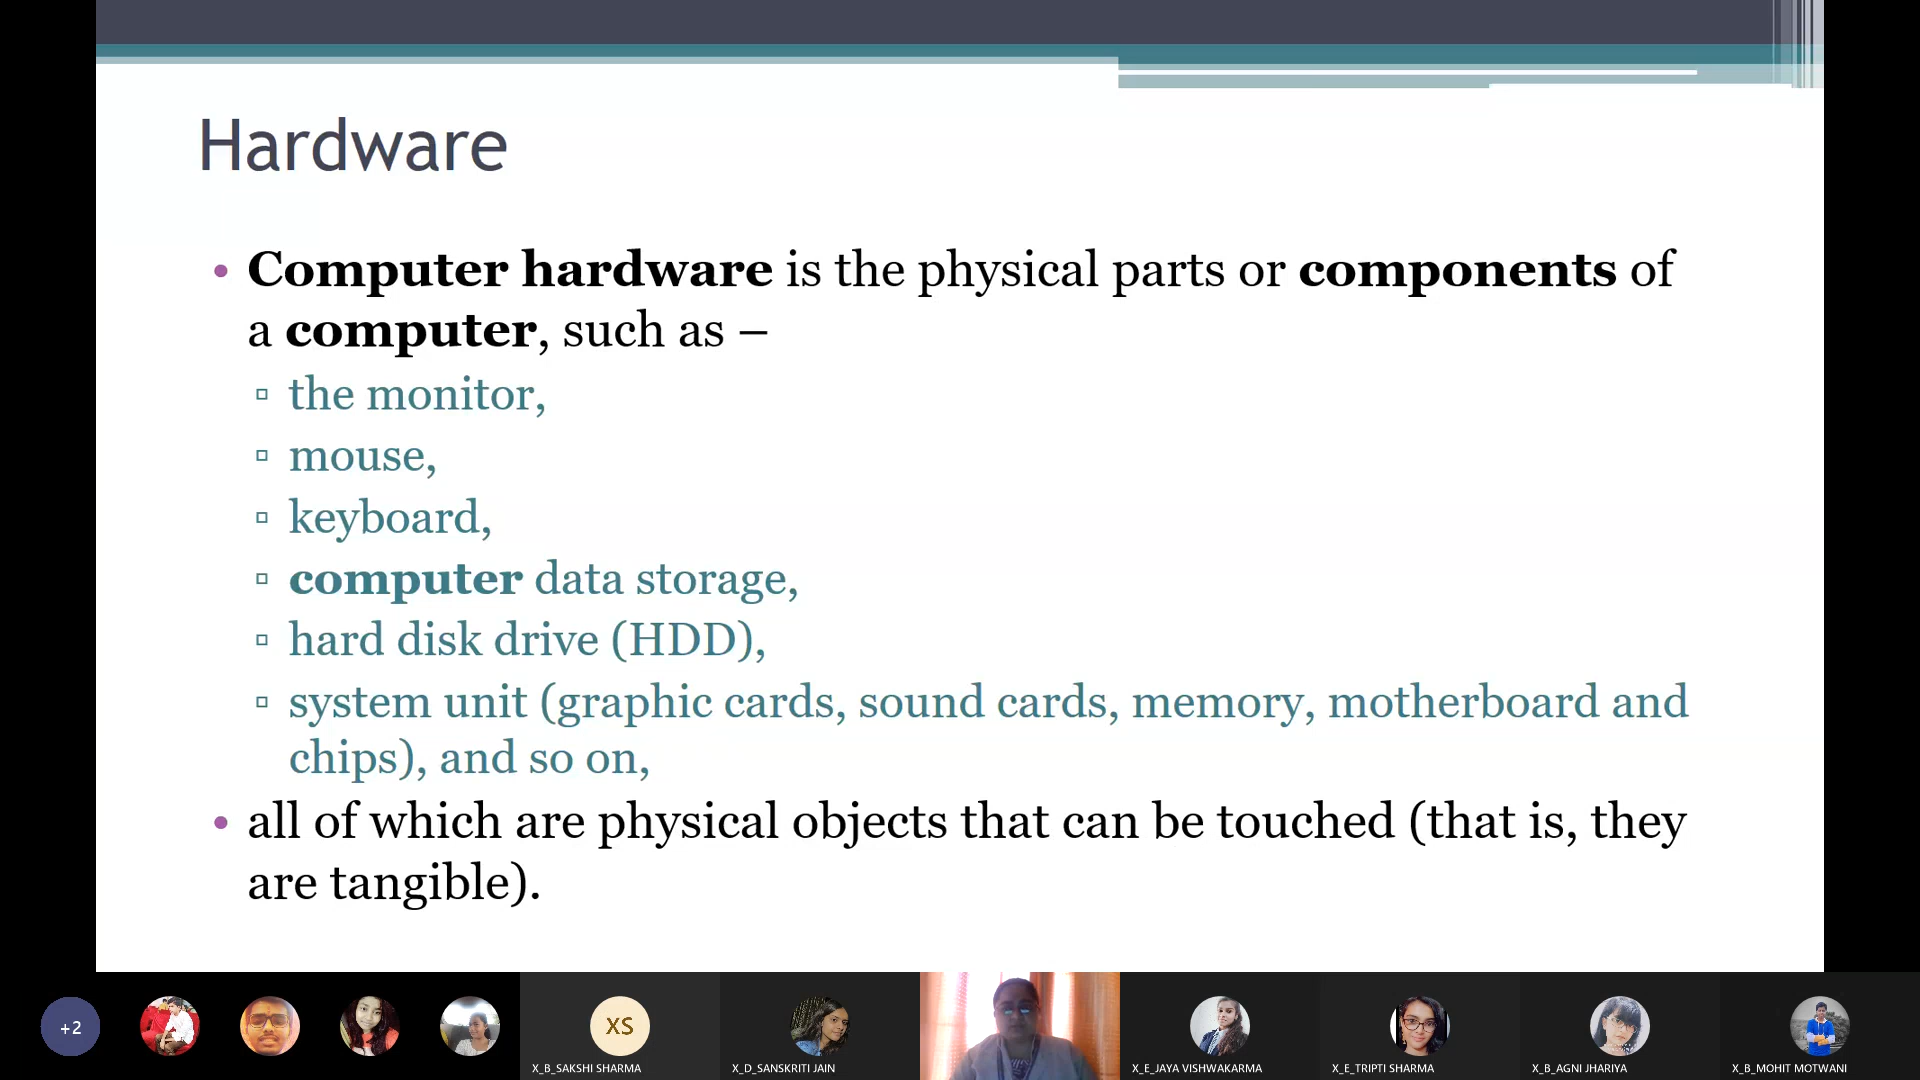 Hardware
• Computer hardware is the physical parts or components of
a computer, such as –
▫ the monitor,
▫ mouse,
▫ keyboard,
▫ computer data storage,
▫ hard disk drive (HDD),
▫ system unit (graphic cards, sound cards, memory, motherboard and
chips), and so on,
• all of which are physical objects that can be touched (that is, they
are tangible).
+2
XS
X_B_SAKSHI SHARMA
X_D_SANSKRITI JAIN
X_E_JAYA VISHWAKARMA
X_E_TRIPTI SHARMA
X_B_AGNI JHARIYA
X_B_MOHIT MOTWANI